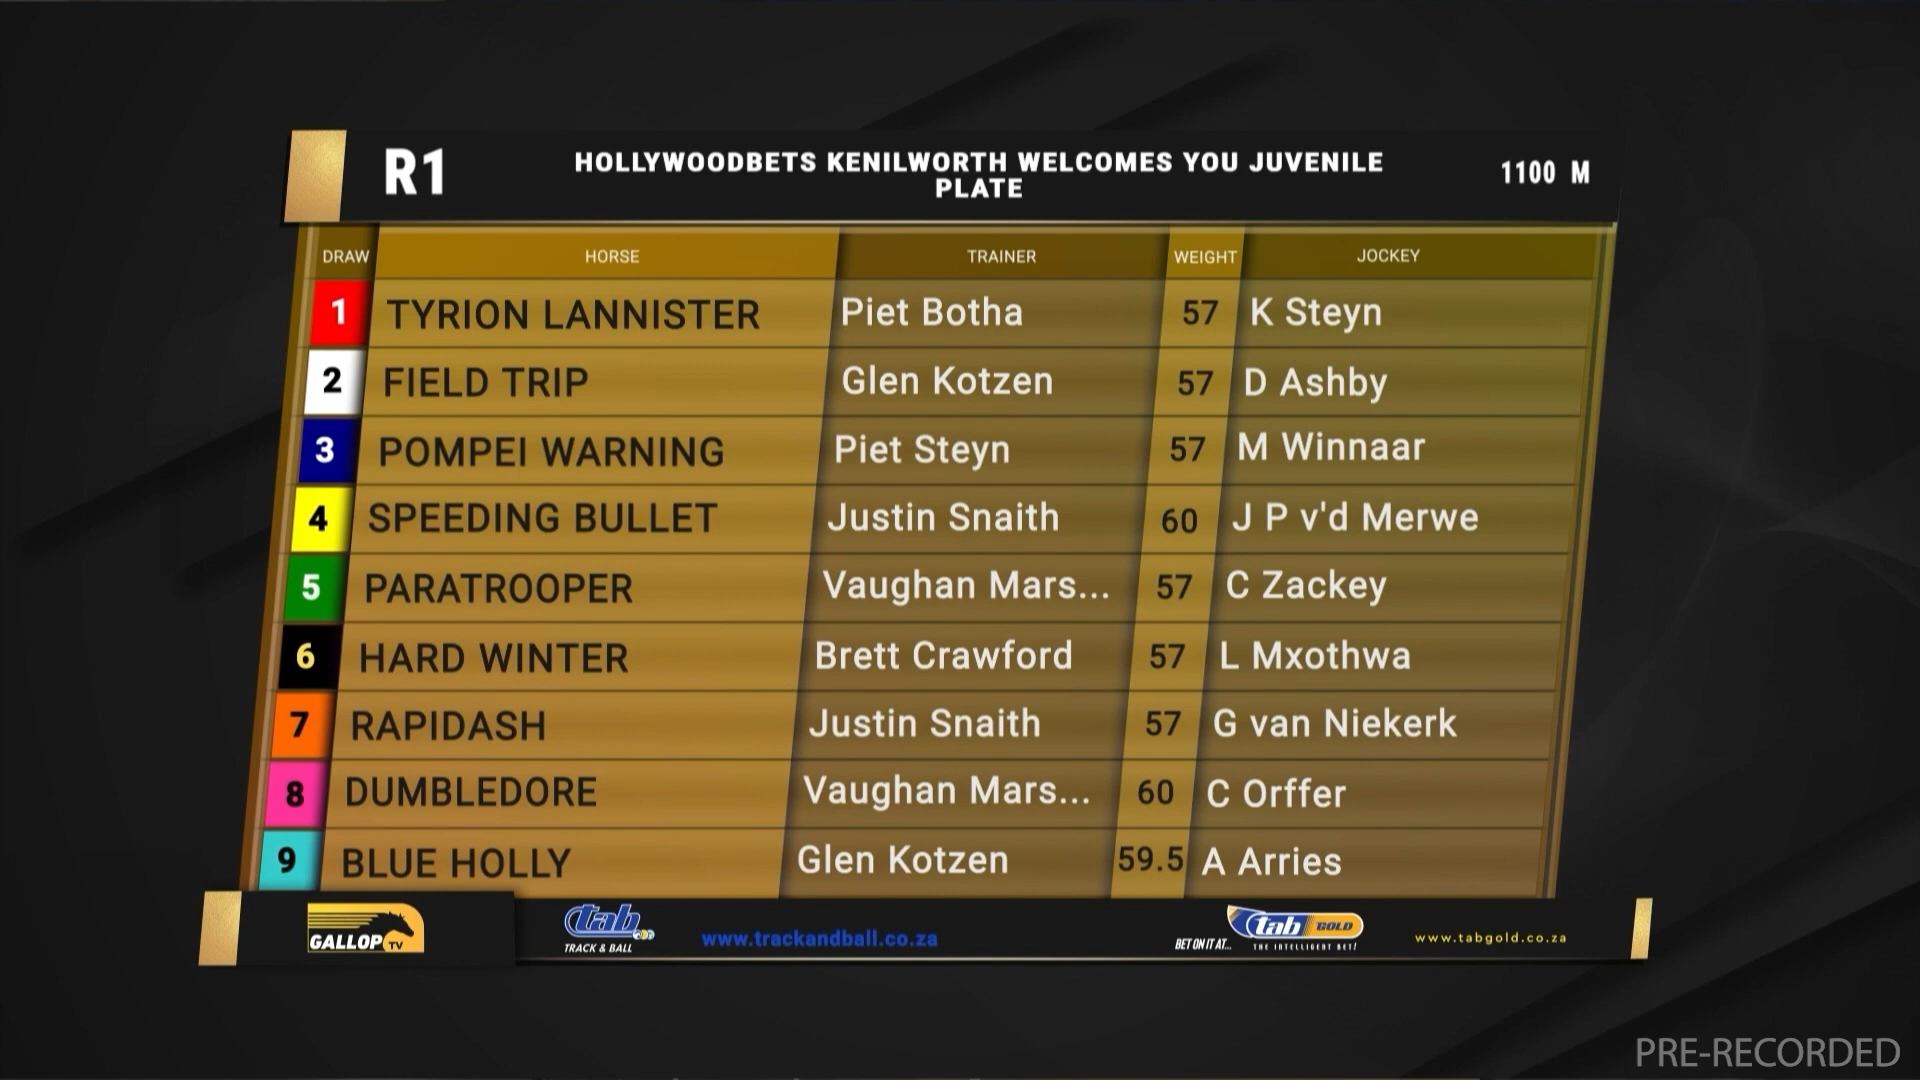 R1
HOLLYWOODBETS KENILWORTH WELCOMES YOU JUVENILE
PLATE
1100 M
DRAW HORSE TRAINER WEIGHT JOCKEY
1 TYRION LANNISTER Piet Botha 57 K Steyn
2 FIELD TRIP Glen Kotzen 57 D Ashby
3 POMPEI WARNING Piet Steyn 57 M Winnaar
4 SPEEDING BULLET Justin Snaith 60 J P v'd Merwe
5 PARATROOPER Vaughan Mars... 57 C Zackey
6 HARD WINTER Brett Crawford 57 L Mxothwa
7 RAPIDASH Justin Snaith 57 G van Niekerk
8 DUMBLEDORE Vaughan Mars... 60 C Orffer
9 BLUE HOLLY Glen Kotzen 59.5 A Arries
GALLOP TV
tab
TRACK & BALL
www.trackandball.co.za
BET ON IT AT...
tab GOLD
THE INTELLIGENT BET!
www.tabgold.co.za
PRE-RECORDED